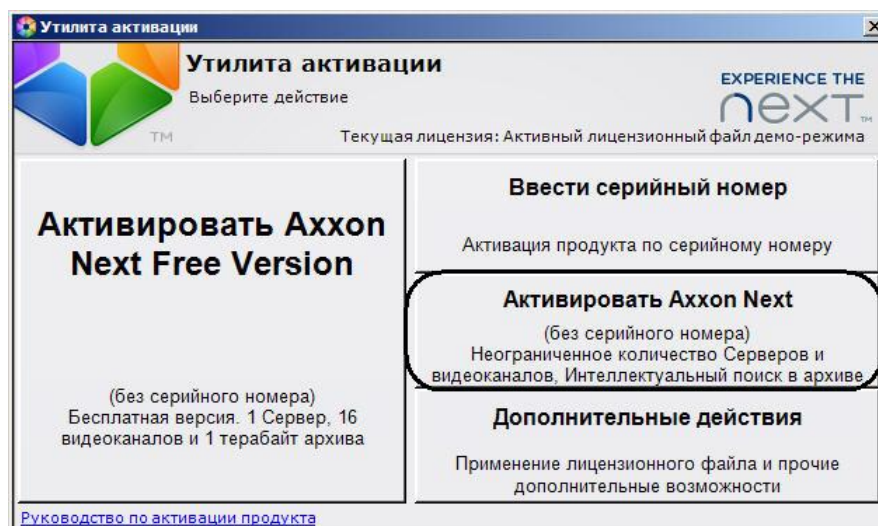 Утилита активации
Утилита активации
Выберите действие
EXPERIENCE THE
next TM
TM
Текущая лицензия: Активный лицензионный файл демо-режима
Активировать Axxon
Next Free Version
(без серийного номера)
Бесплатная версия. 1 Сервер, 16
видеоканалов и 1 терабайт архива
Ввести серийный номер
Активация продукта по серийному номеру
Активировать Axxon Next
(без серийного номера)
Неограниченное количество Серверов и
видеоканалов, Интеллектуальный поиск в архиве
Дополнительные действия
Применение лицензионного файла и прочие
дополнительные возможности
Руководство по активации продукта